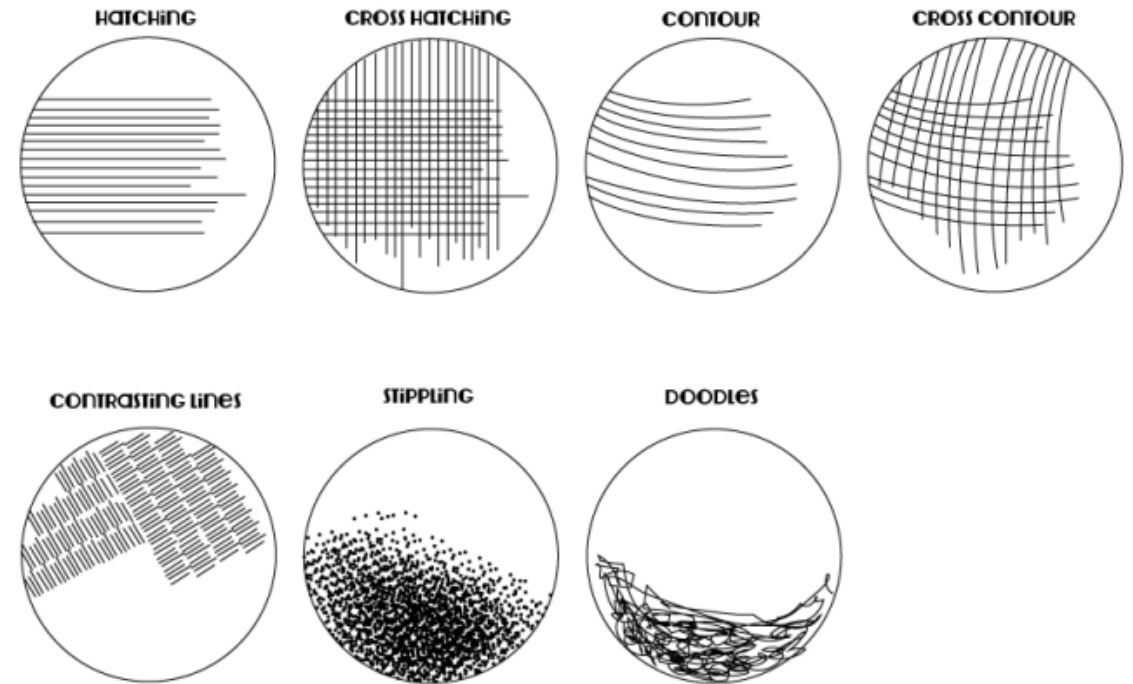 HATCHING
CROSS HATCHING
CONTOUR
CROSS CONTOUR
CONTRASTING LINES
STIPPLING
DOODLES